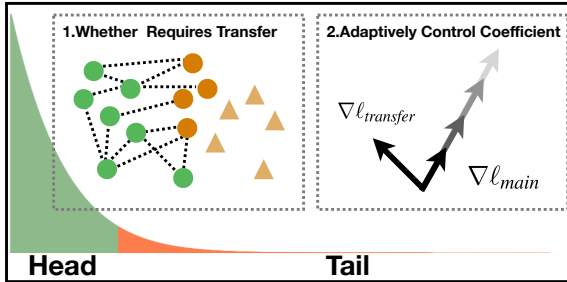 1.Whether Requires Transfer
2.Adaptively Control Coefficient
∇ℓtransfer
∇ℓmain
Head
Tail